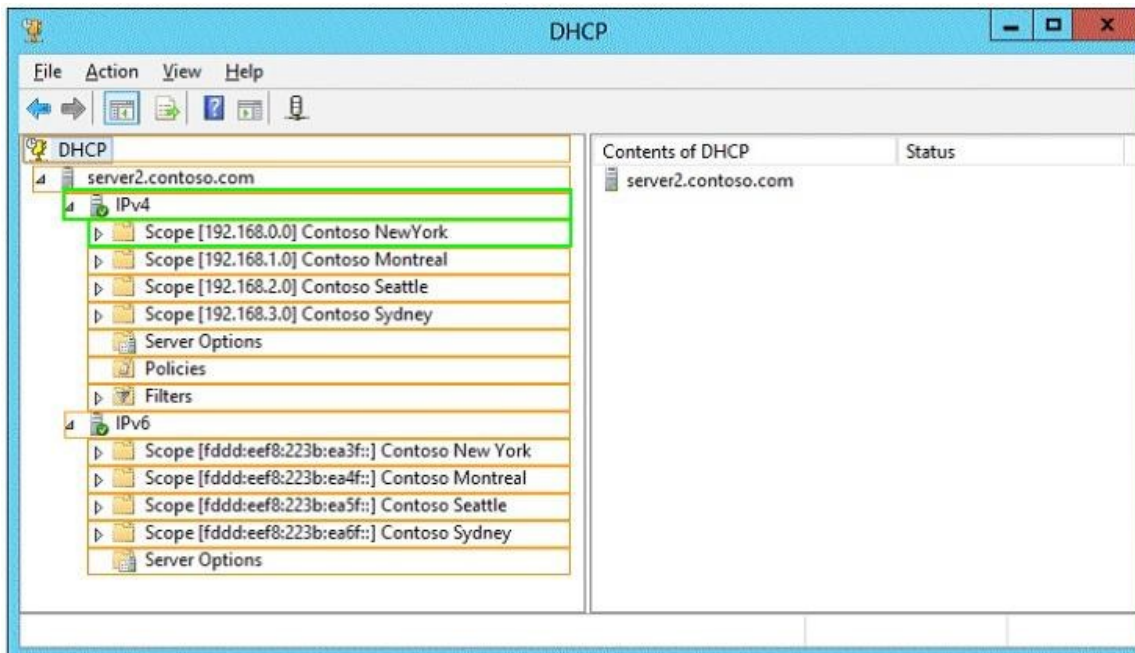 DHCP
File Action View Help
DHCP
server2.contoso.com
IPv4
Scope [192.168.0.0] Contoso NewYork
Scope [192.168.1.0] Contoso Montreal
Scope [192.168.2.0] Contoso Seattle
Scope [192.168.3.0] Contoso Sydney
Server Options
Policies
Filters
IPv6
Scope [fddd:eef8:223b:ea3f::] Contoso New York
Scope [fddd:eef8:223b:ea4f::] Contoso Montreal
Scope [fddd:eef8:223b:ea5f::] Contoso Seattle
Scope [fddd:eef8:223b:ea6f::] Contoso Sydney
Server Options
Contents of DHCP Status
server2.contoso.com